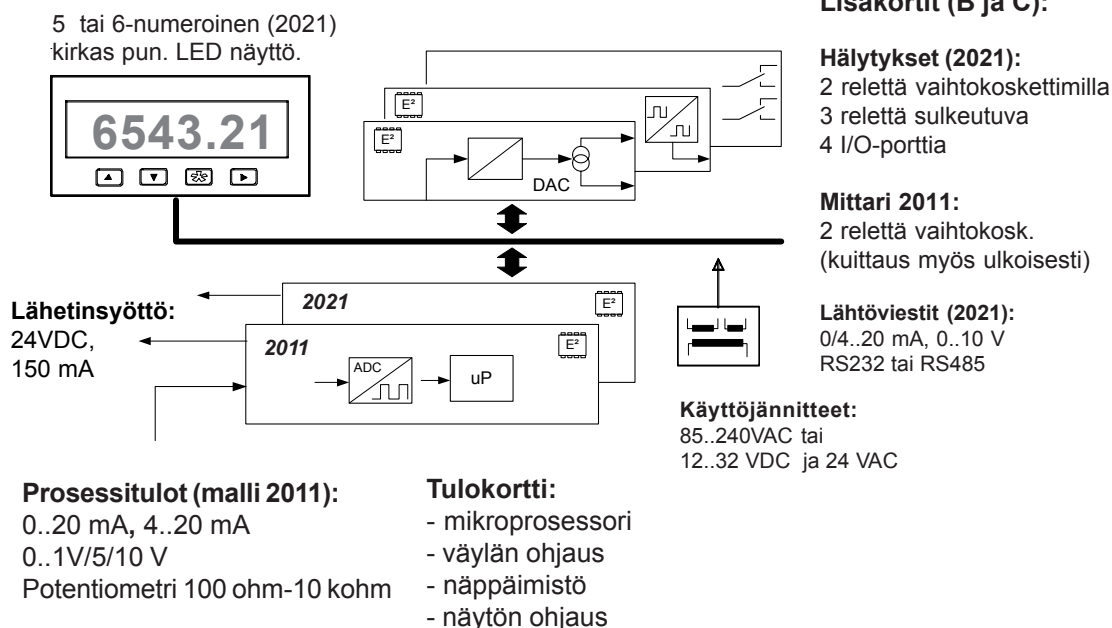 5 tai 6-numeroinen (2021)
kirkas pun. LED näyttö.
6543.21
E²
E²
DAC
Lisäkortit (B ja C):
Hälytykset (2021):
2 relettä vaihtokoskettimilla
3 relettä sulkeutuva
4 I/O-porttia
Mittari 2011:
2 relettä vaihtokosk.
(kuittaus myös ulkoisesti)
Lähtöviestit (2021):
0/4..20 mA, 0..10 V
RS232 tai RS485
Lähetinsyöttö:
24VDC,
150 mA
2021
E²
2011
E²
ADC
uP
Käyttöjännitteet:
85..240VAC tai
12..32 VDC ja 24 VAC
Prosessitulot (malli 2011):
0..20 mA, 4..20 mA
0..1V/5/10 V
Potentiometri 100 ohm-10 kohm
Tulokortti:
- mikroprosessori
- väylän ohjaus
- näppäimistö
- näytön ohjaus